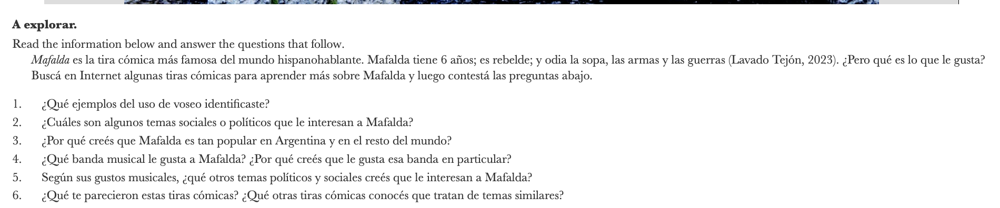 A explorar.
Read the information below and answer the questions that follow.
Mafalda es la tira cómica más famosa del mundo hispanohablante. Mafalda tiene 6 años; es rebelde; y odia la sopa, las armas y las guerras (Lavado Tejón, 2023). ¿Pero qué es lo que le gusta?
Buscá en Internet algunas tiras cómicas para aprender más sobre Mafalda y luego contestá las preguntas abajo.
1. ¿Qué ejemplos del uso de voseo identificaste?
2. ¿Cuáles son algunos temas sociales o políticos que le interesan a Mafalda?
3. ¿Por qué creés que Mafalda es tan popular en Argentina y en el resto del mundo?
4. ¿Qué banda musical le gusta a Mafalda? ¿Por qué creés que le gusta esa banda en particular?
5. Según sus gustos musicales, ¿qué otros temas políticos y sociales creés que le interesan a Mafalda?
6. ¿Qué te parecieron estas tiras cómicas? ¿Qué otras tiras cómicas conocés que tratan de temas similares?